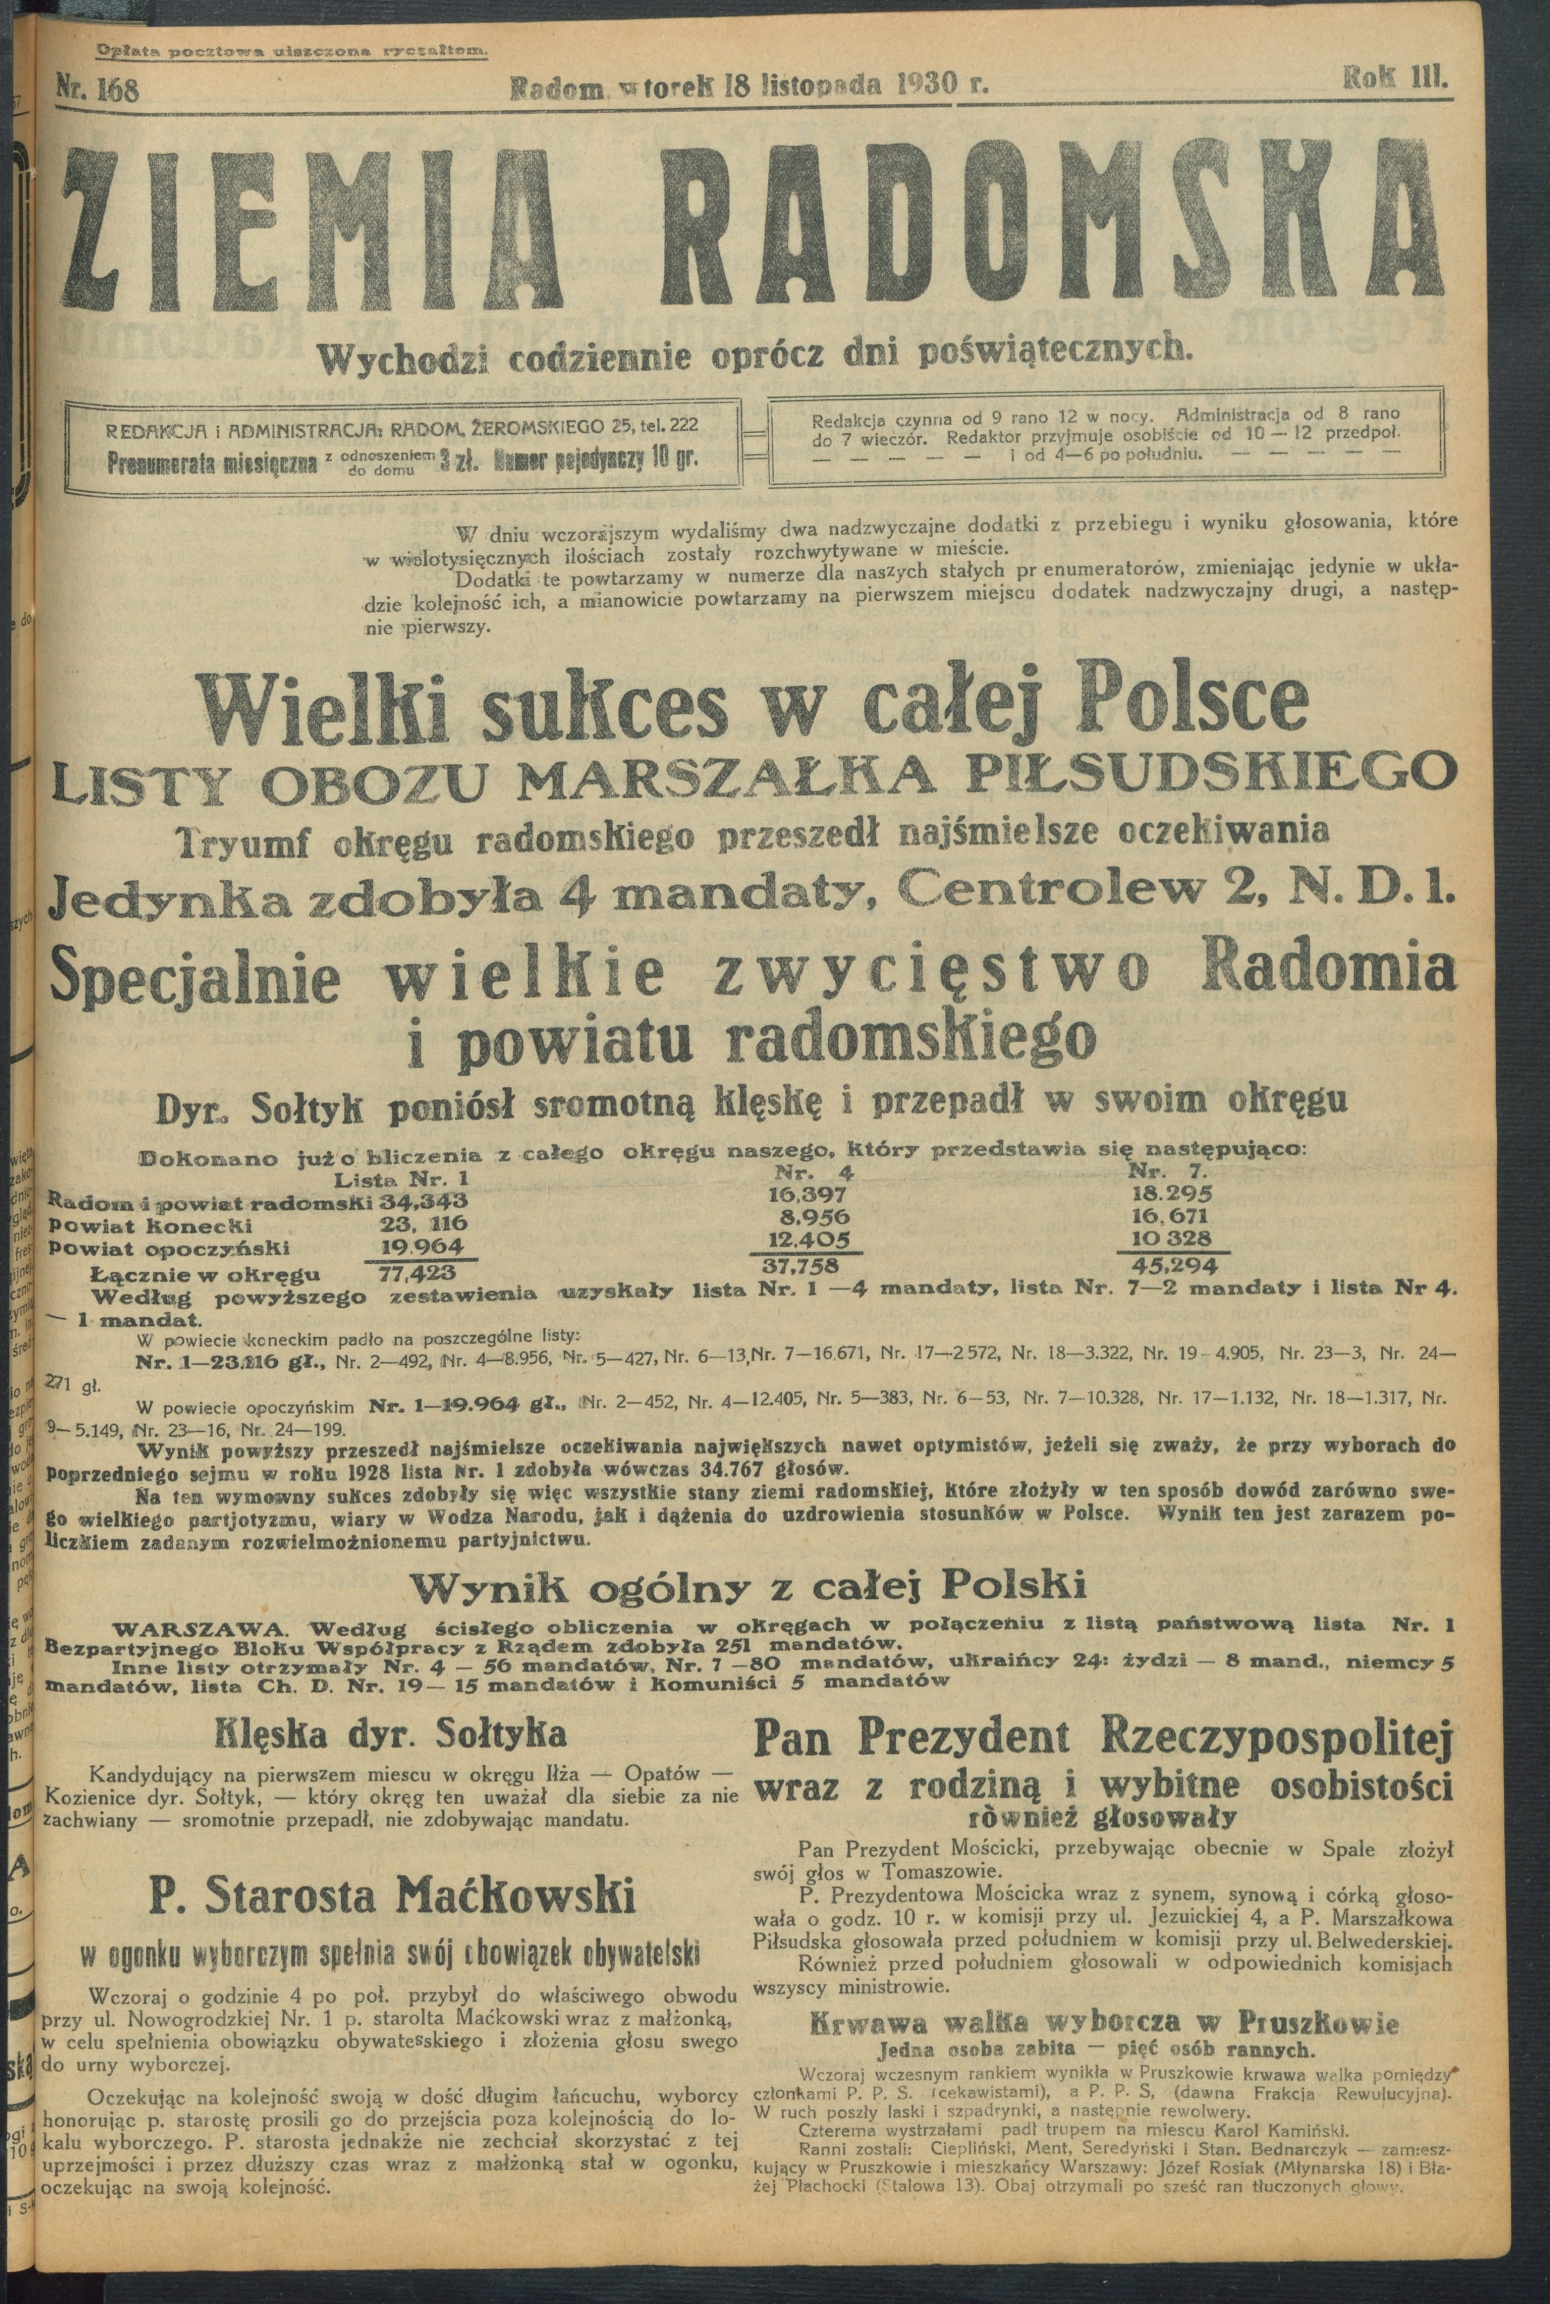 Opłata pocztowa uiszczona ryczałtem.
Nr. 168
Radom, wtorek 18 listopada 1930 r.
Rok III.
ZIEMIA RADOMSKA
Wychodzi codziennie oprócz dni poświątecznych.
REDAKCJA i ADMINISTRACJA: RADOM, ŻEROMSKIEGO 25, tel. 222
Prenumerata miesięczna z odnoszeniem do domu 3 zł. Numer pojedynczy 10 gr.
Redakcja czynna od 9 rano 12 w nocy. Administracja od 8 rano
do 7 wieczór. Redaktor przyjmuje osobiście od 10 — 12 przedpoł.
— — — — — i od 4—6 po południu. — — — — —
W dniu wczorajszym wydaliśmy dwa nadzwyczajne dodatki z przebiegu i wyniku głosowania, które
w wielotysięcznych ilościach zostały rozchwytywane w mieście.
Dodatki te powtarzamy w numerze dla naszych stałych pr enumeratorów, zmieniając jedynie w ukła-
dzie kolejność ich, a mianowicie powtarzamy na pierwszem miejscu dodatek nadzwyczajny drugi, a następ-
nie pierwszy.
Wielki sukces w całej Polsce
LISTY OBOZU MARSZAŁKA PIŁSUDSKIEGO
Tryumf okręgu radomskiego przeszedł najśmielsze oczekiwania
Jedynka zdobyła 4 mandaty, Centrolew 2, N. D. 1.
Specjalnie wielkie zwycięstwo Radomia
i powiatu radomskiego
Dyr. Sołtyk poniósł sromotną klęskę i przepadł w swoim okręgu
Dokonano już o bliczenia z całego okręgu naszego, który przedstawia się następująco:
Lista Nr. 1 Nr. 4 Nr. 7.
Radom i powiat radomski 34,343 16,397 18.295
powiat konecki 23, 116 8,956 16,671
powiat opoczyński 19.964 12,405 10 328
Łącznie w okręgu 77,423 37,758 45,294
Według powyższego zestawienia uzyskały lista Nr. 1 —4 mandaty, lista Nr. 7—2 mandaty i lista Nr 4.
— 1 mandat.
W powiecie koneckim padło na poszczególne listy:
Nr. 1—23.116 gł., Nr. 2—492, Nr. 4—8.956, Nr. 5—427, Nr. 6—13,Nr. 7—16.671, Nr. 17—2 572, Nr. 18—3.322, Nr. 19 - 4.905, Nr. 23—3, Nr. 24—
271 gł.
W powiecie opoczyńskim Nr. 1—19.964 gł., Nr. 2—452, Nr. 4—12.405, Nr. 5—383, Nr. 6—53, Nr. 7—10.328, Nr. 17—1.132, Nr. 18—1.317, Nr.
9—5.149, Nr. 23—16, Nr. 24—199.
Wynik powyższy przeszedł najśmielsze oczekiwania największych nawet optymistów, jeżeli się zważy, że przy wyborach do
poprzedniego sejmu w roku 1928 lista Nr. 1 zdobyła wówczas 34.767 głosów.
Na ten wymowny sukces zdobyły się więc wszystkie stany ziemi radomskiej, które złożyły w ten sposób dowód zarówno swe-
go wielkiego partjotyzmu, wiary w Wodza Narodu, jak i dążenia do uzdrowienia stosunków w Polsce. Wynik ten jest zarazem po-
liczkiem zadanym rozwielmożnionemu partyjnictwu.
Wynik ogólny z całej Polski
WARSZAWA. Według ścisłego obliczenia w okręgach w połączeniu z listą państwową lista Nr. 1
Bezpartyjnego Bloku Współpracy z Rządem zdobyła 251 mandatów.
Inne listy otrzymały Nr. 4 — 56 mandatów, Nr. 7 —80 mandatów, ukraińcy 24: żydzi — 8 mand., niemcy 5
mandatów, lista Ch. D. Nr. 19— 15 mandatów i komuniści 5 mandatów
Klęska dyr. Sołtyka
Kandydujący na pierwszem miescu w okręgu Iłża — Opatów —
Kozienice dyr. Sołtyk, — który okręg ten uważał dla siebie za nie
zachwiany — sromotnie przepadł, nie zdobywając mandatu.
P. Starosta Maćkowski
w ogonku wyborczym spełnia swój obowiązek obywatelski
Wczoraj o godzinie 4 po poł. przybył do właściwego obwodu
przy ul. Nowogrodzkiej Nr. 1 p. starolta Maćkowski wraz z małżonką,
w celu spełnienia obowiązku obywatesskiego i złożenia głosu swego
do urny wyborczej.
Oczekując na kolejność swoją w dość długim łańcuchu, wyborcy
honorując p. starostę prosili go do przejścia poza kolejnością do lo-
kalu wyborczego. P. starosta jednakże nie zechciał skorzystać z tej
uprzejmości i przez dłuższy czas wraz z małżonką stał w ogonku,
oczekując na swoją kolejność.
Pan Prezydent Rzeczypospolitej
wraz z rodziną i wybitne osobistości
również głosowały
Pan Prezydent Mościcki, przebywając obecnie w Spale złożył
swój głos w Tomaszowie.
P. Prezydentowa Mościcka wraz z synem, synową i córką głoso-
wała o godz. 10 r. w komisji przy ul. Jezuickiej 4, a P. Marszałkowa
Piłsudska głosowała przed południem w komisji przy ul. Belwederskiej.
Również przed południem głosowali w odpowiednich komisjach
wszyscy ministrowie.
Krwawa walka wyborcza w Pruszkowie
Jedna osoba zabita — pięć osób rannych.
Wczoraj wczesnym rankiem wynikła w Pruszkowie krwawa walka pomiędzy
członkami P. P. S. (cekawistami), a P. P. S, (dawna Frakcja Rewulucyjna).
W ruch poszły laski i szpadrynki, a następnie rewolwery.
Czterema wystrzałami padł trupem na miescu Karol Kamiński.
Ranni zostali: Ciepliński, Ment, Seredyński i Stan. Bednarczyk — zamiesz-
kujący w Pruszkowie i mieszkańcy Warszawy: Józef Rosiak (Młynarska 18) i Bła-
żej Płachocki (Stalowa 13). Obaj otrzymali po sześć ran tłuczonych głowy.